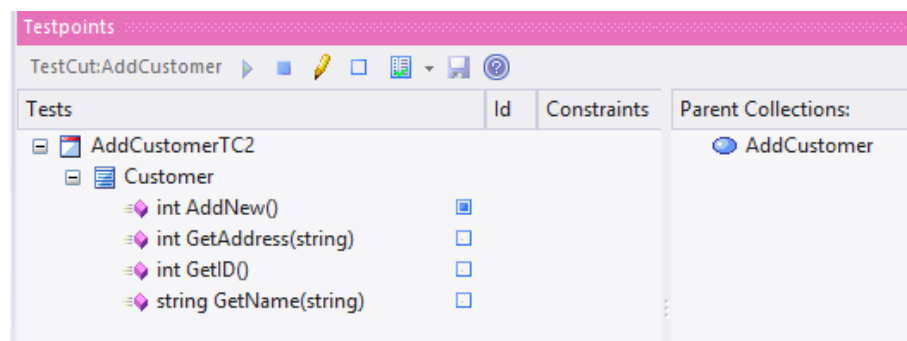 Testpoints
TestCut:AddCustomer
Tests Id Constraints Parent Collections:
AddCustomerTC2 AddCustomer
Customer
int AddNew()
int GetAddress(string)
int GetID()
string GetName(string)